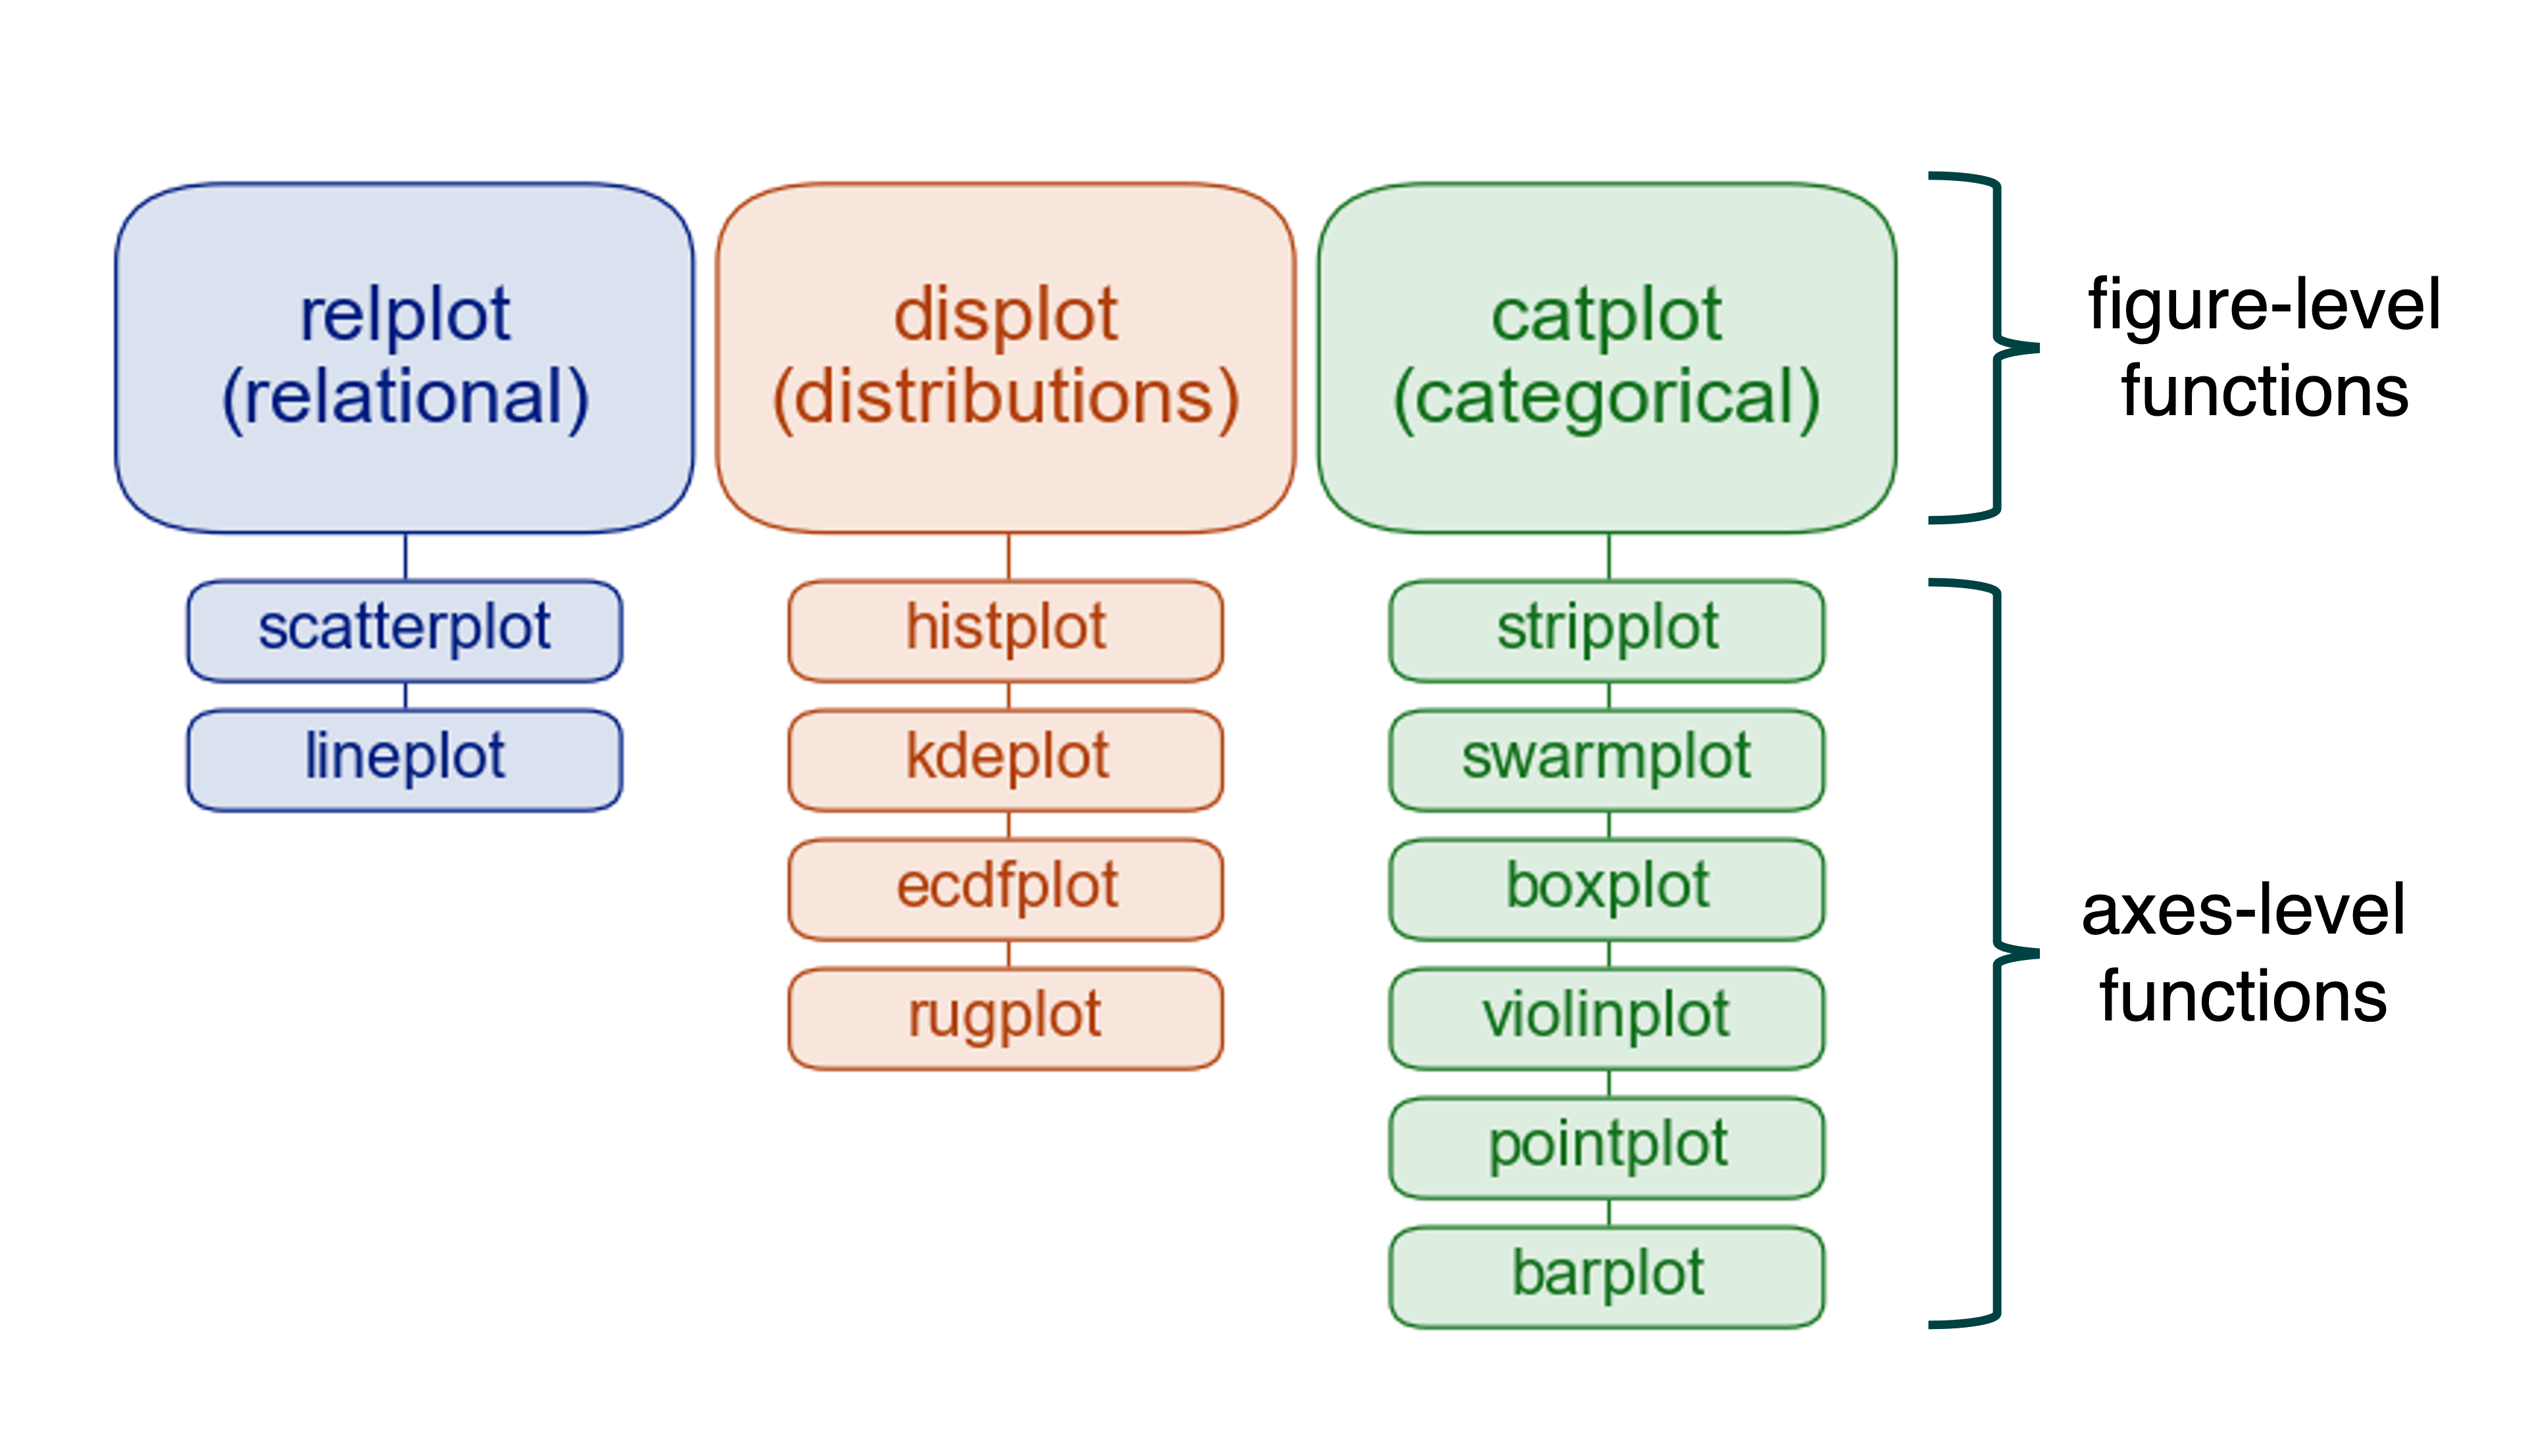 relplot
(relational)
displot
(distributions)
catplot
(categorical)
figure-level
functions
scatterplot
lineplot
histplot
kdeplot
ecdfplot
rugplot
stripplot
swarmplot
boxplot
violinplot
pointplot
barplot
axes-level
functions